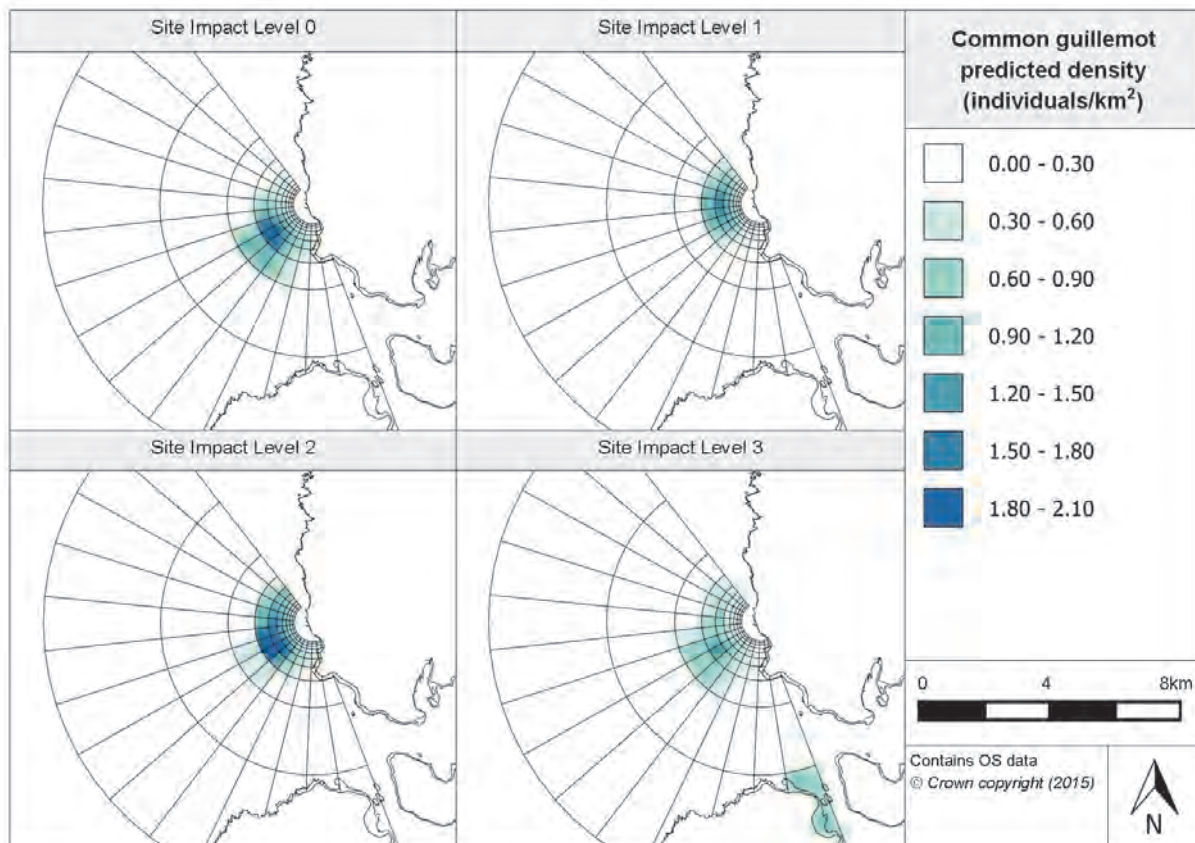 Site Impact Level 0
Site Impact Level 1
Site Impact Level 2
Site Impact Level 3
Common guillemot
predicted density
(individuals/km²)
0.00 - 0.30
0.30 - 0.60
0.60 - 0.90
0.90 - 1.20
1.20 - 1.50
1.50 - 1.80
1.80 - 2.10
0 4 8km
Contains OS data
© Crown copyright (2015)
N